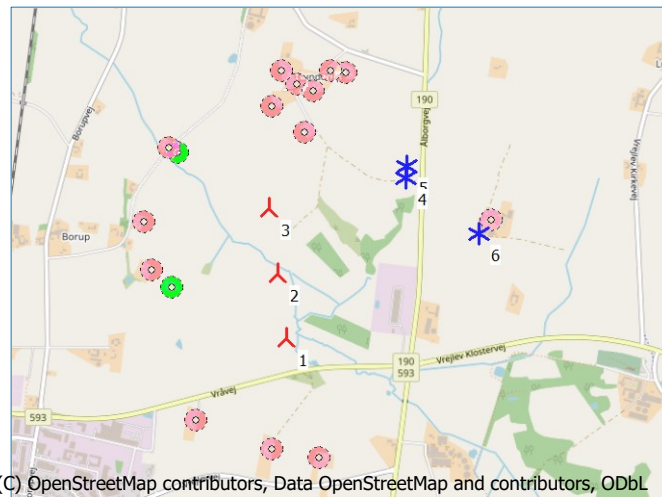 190
Borupvej
Ålborgvej
Vrejlev Kirkevej
5
4
3
Borup
6
2
1
190
593
Vrejlev Klostervej
Vråvej
593
(C) OpenStreetMap contributors, Data OpenStreetMap and contributors, ODbL